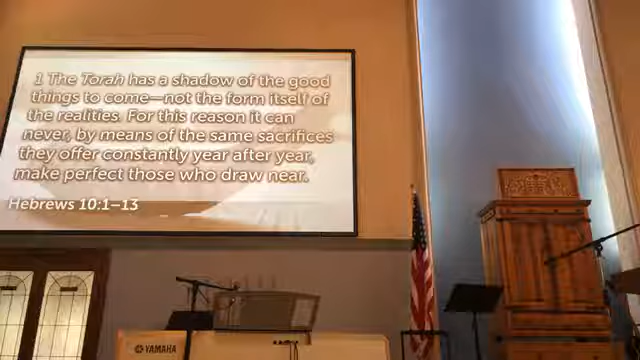 1 The Torah has a shadow of the good
things to come—not the form itself of
the realities. For this reason it can
never, by means of the same sacrifices
they offer constantly year after year,
make perfect those who draw near.
Hebrews 10:1–13
YAMAHA